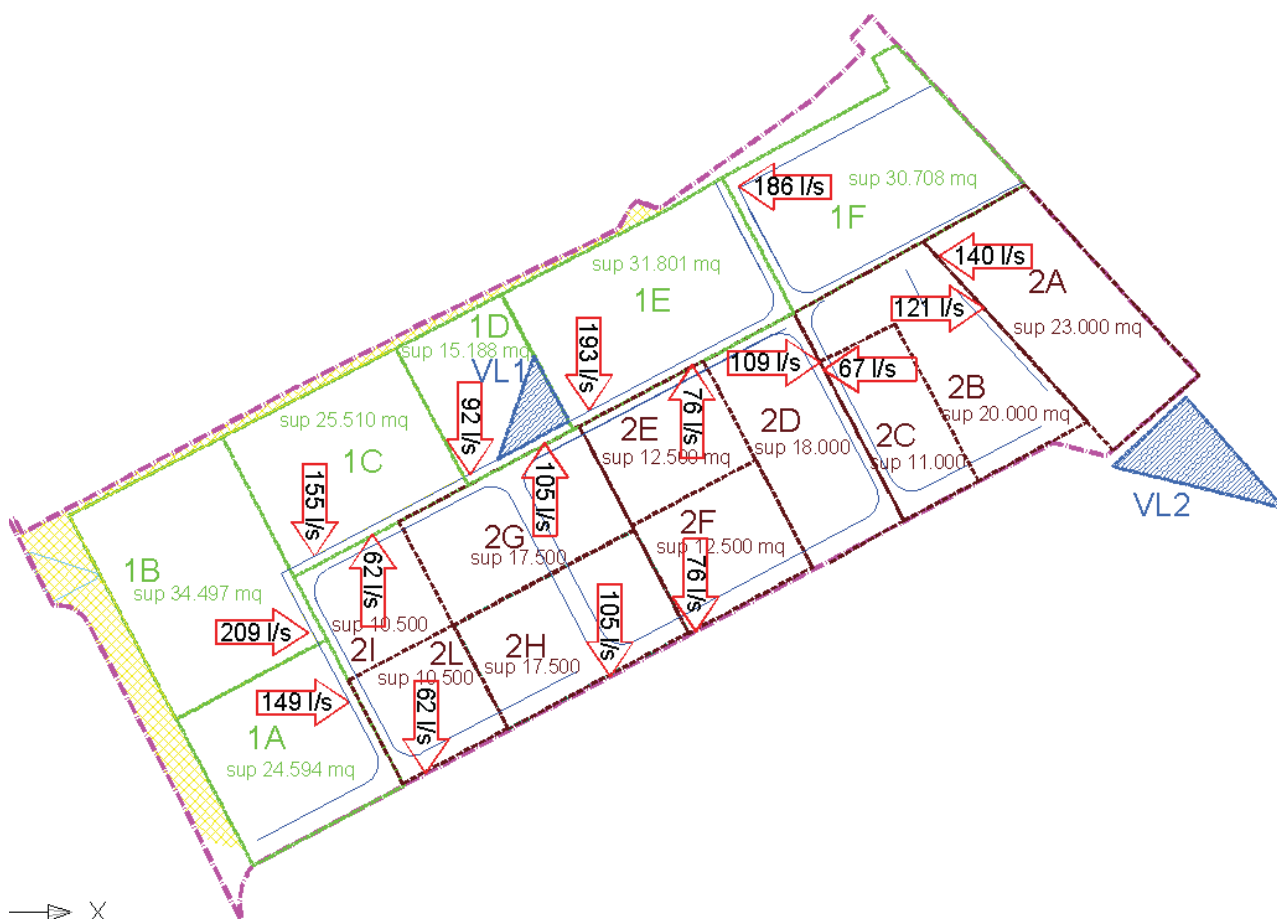 186 l/s
sup 30.708 mq
1F
140 l/s
2A
sup 31.801 mq
1E
121 l/s
sup 23.000 mq
1D
sup 15.188 mq
VL1
193 l/s
109 l/s
67 l/s
92 l/s
76 l/s
2B
sup 20.000 mq
2D
sup 18.000
2E
sup 12.500 mq
2C
sup 11.000
sup 25.510 mq
1C
155 l/s
105 l/s
VL2
2G
sup 17.500
2F
sup 12.500 mq
76 l/s
1B
sup 34.497 mq
62 l/s
sup 10.500
2I
209 l/s
105 l/s
2L
sup 10.500
2H
sup 17.500
149 l/s
62 l/s
1A
sup 24.594 mq
X